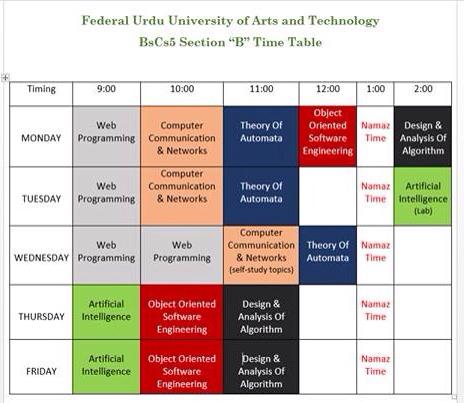 Federal Urdu University of Arts and Technology
BsCs5 Section “B” Time Table
Timing 9:00 10:00 11:00 12:00 1:00 2:00
MONDAY
Web
Programming
Computer
Communication
& Networks
Theory Of
Automata
Object
Oriented
Software
Engineering
Namaz
Time
Design &
Analysis Of
Algorithm
TUESDAY
Web
Programming
Computer
Communication
& Networks
Theory Of
Automata
Namaz
Time
Artificial
Intelligence
(Lab)
WEDNESDAY
Web
Programming
Web
Programming
Computer
Communication
& Networks
(self-study topics)
Theory Of
Automata
Namaz
Time
THURSDAY
Artificial
Intelligence
Object Oriented
Software
Engineering
Design &
Analysis Of
Algorithm
Namaz
Time
FRIDAY
Artificial
Intelligence
Object Oriented
Software
Engineering
Design &
Analysis Of
Algorithm
Namaz
Time